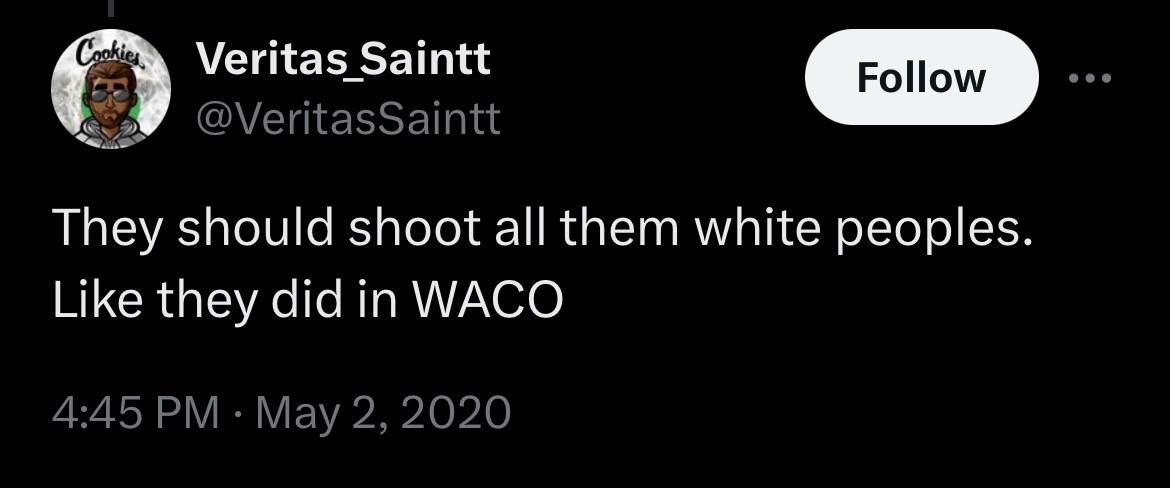 Cookies
Veritas_Saintt
@VeritasSaintt
Follow
They should shoot all them white peoples.
Like they did in WACO
4:45 PM · May 2, 2020